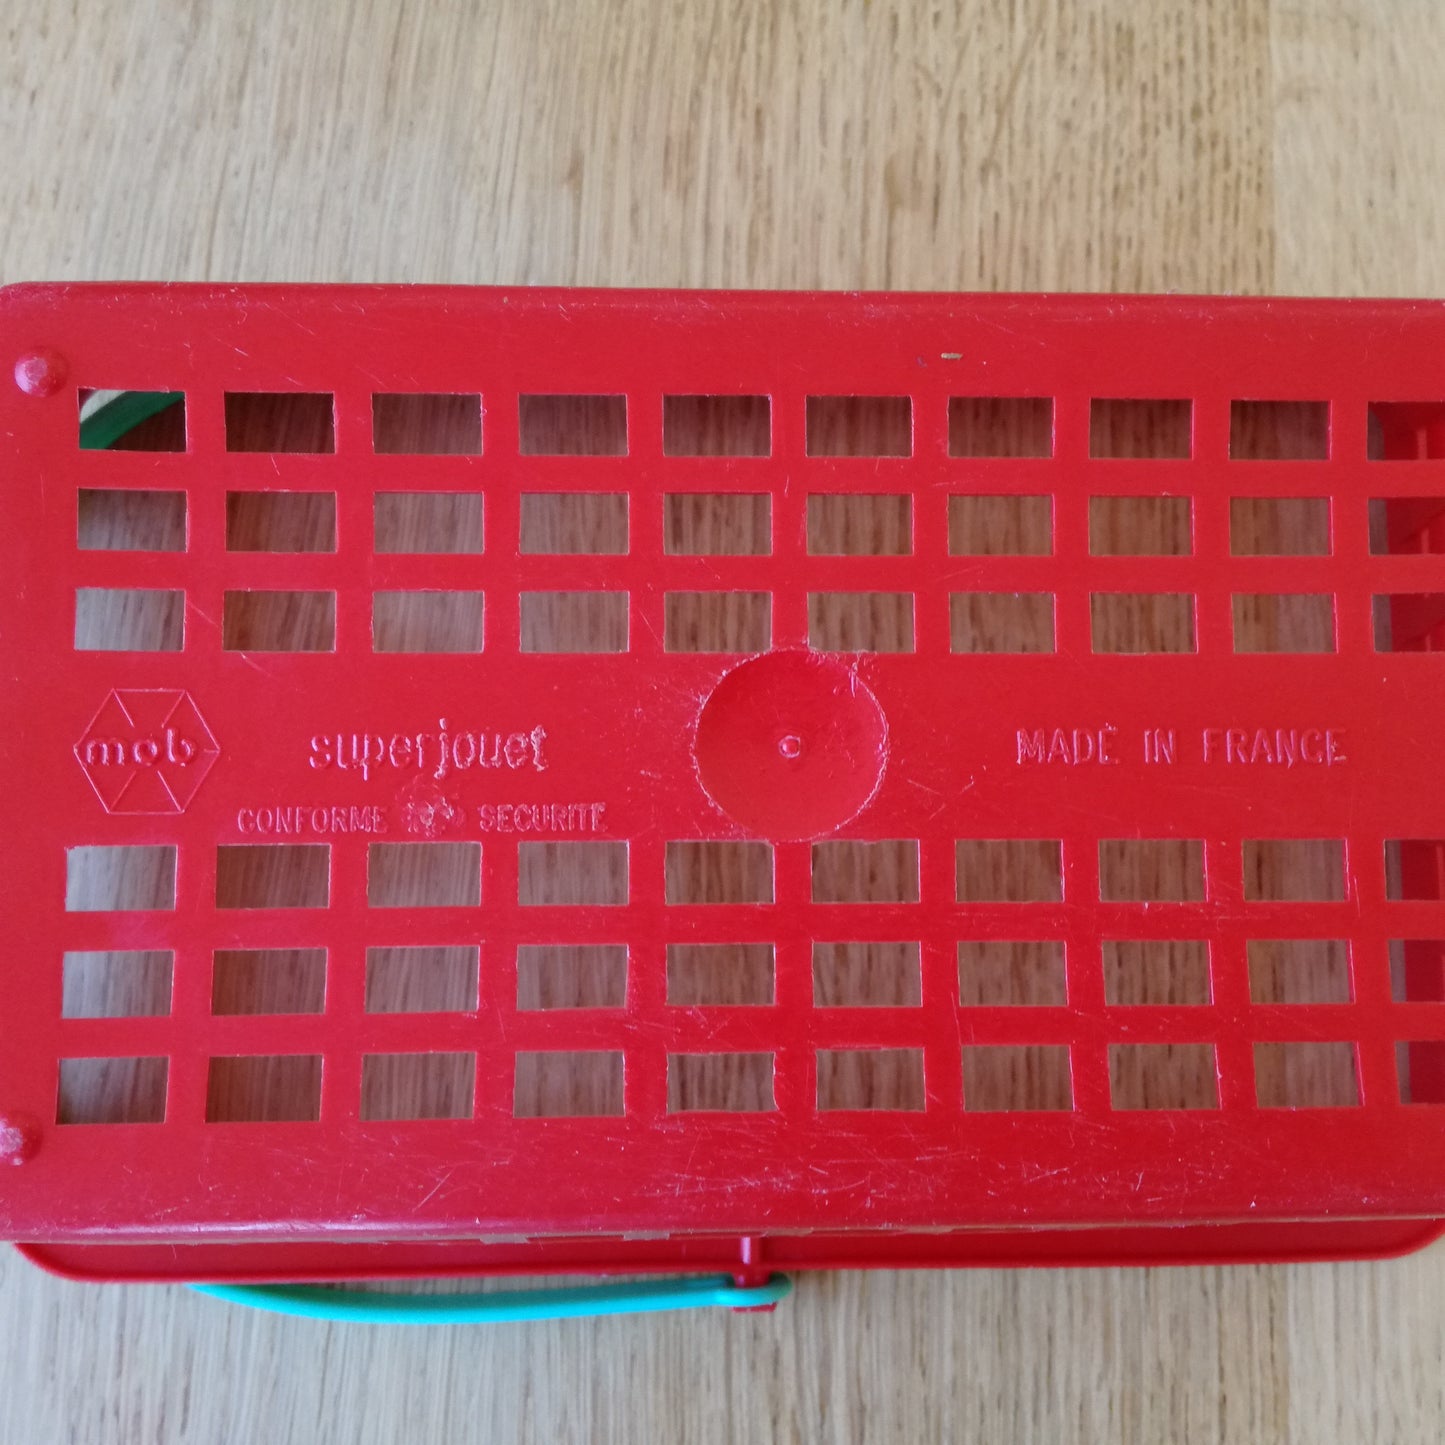 mob
superjouet
CONFORME SECURITE
MADE IN FRANCE